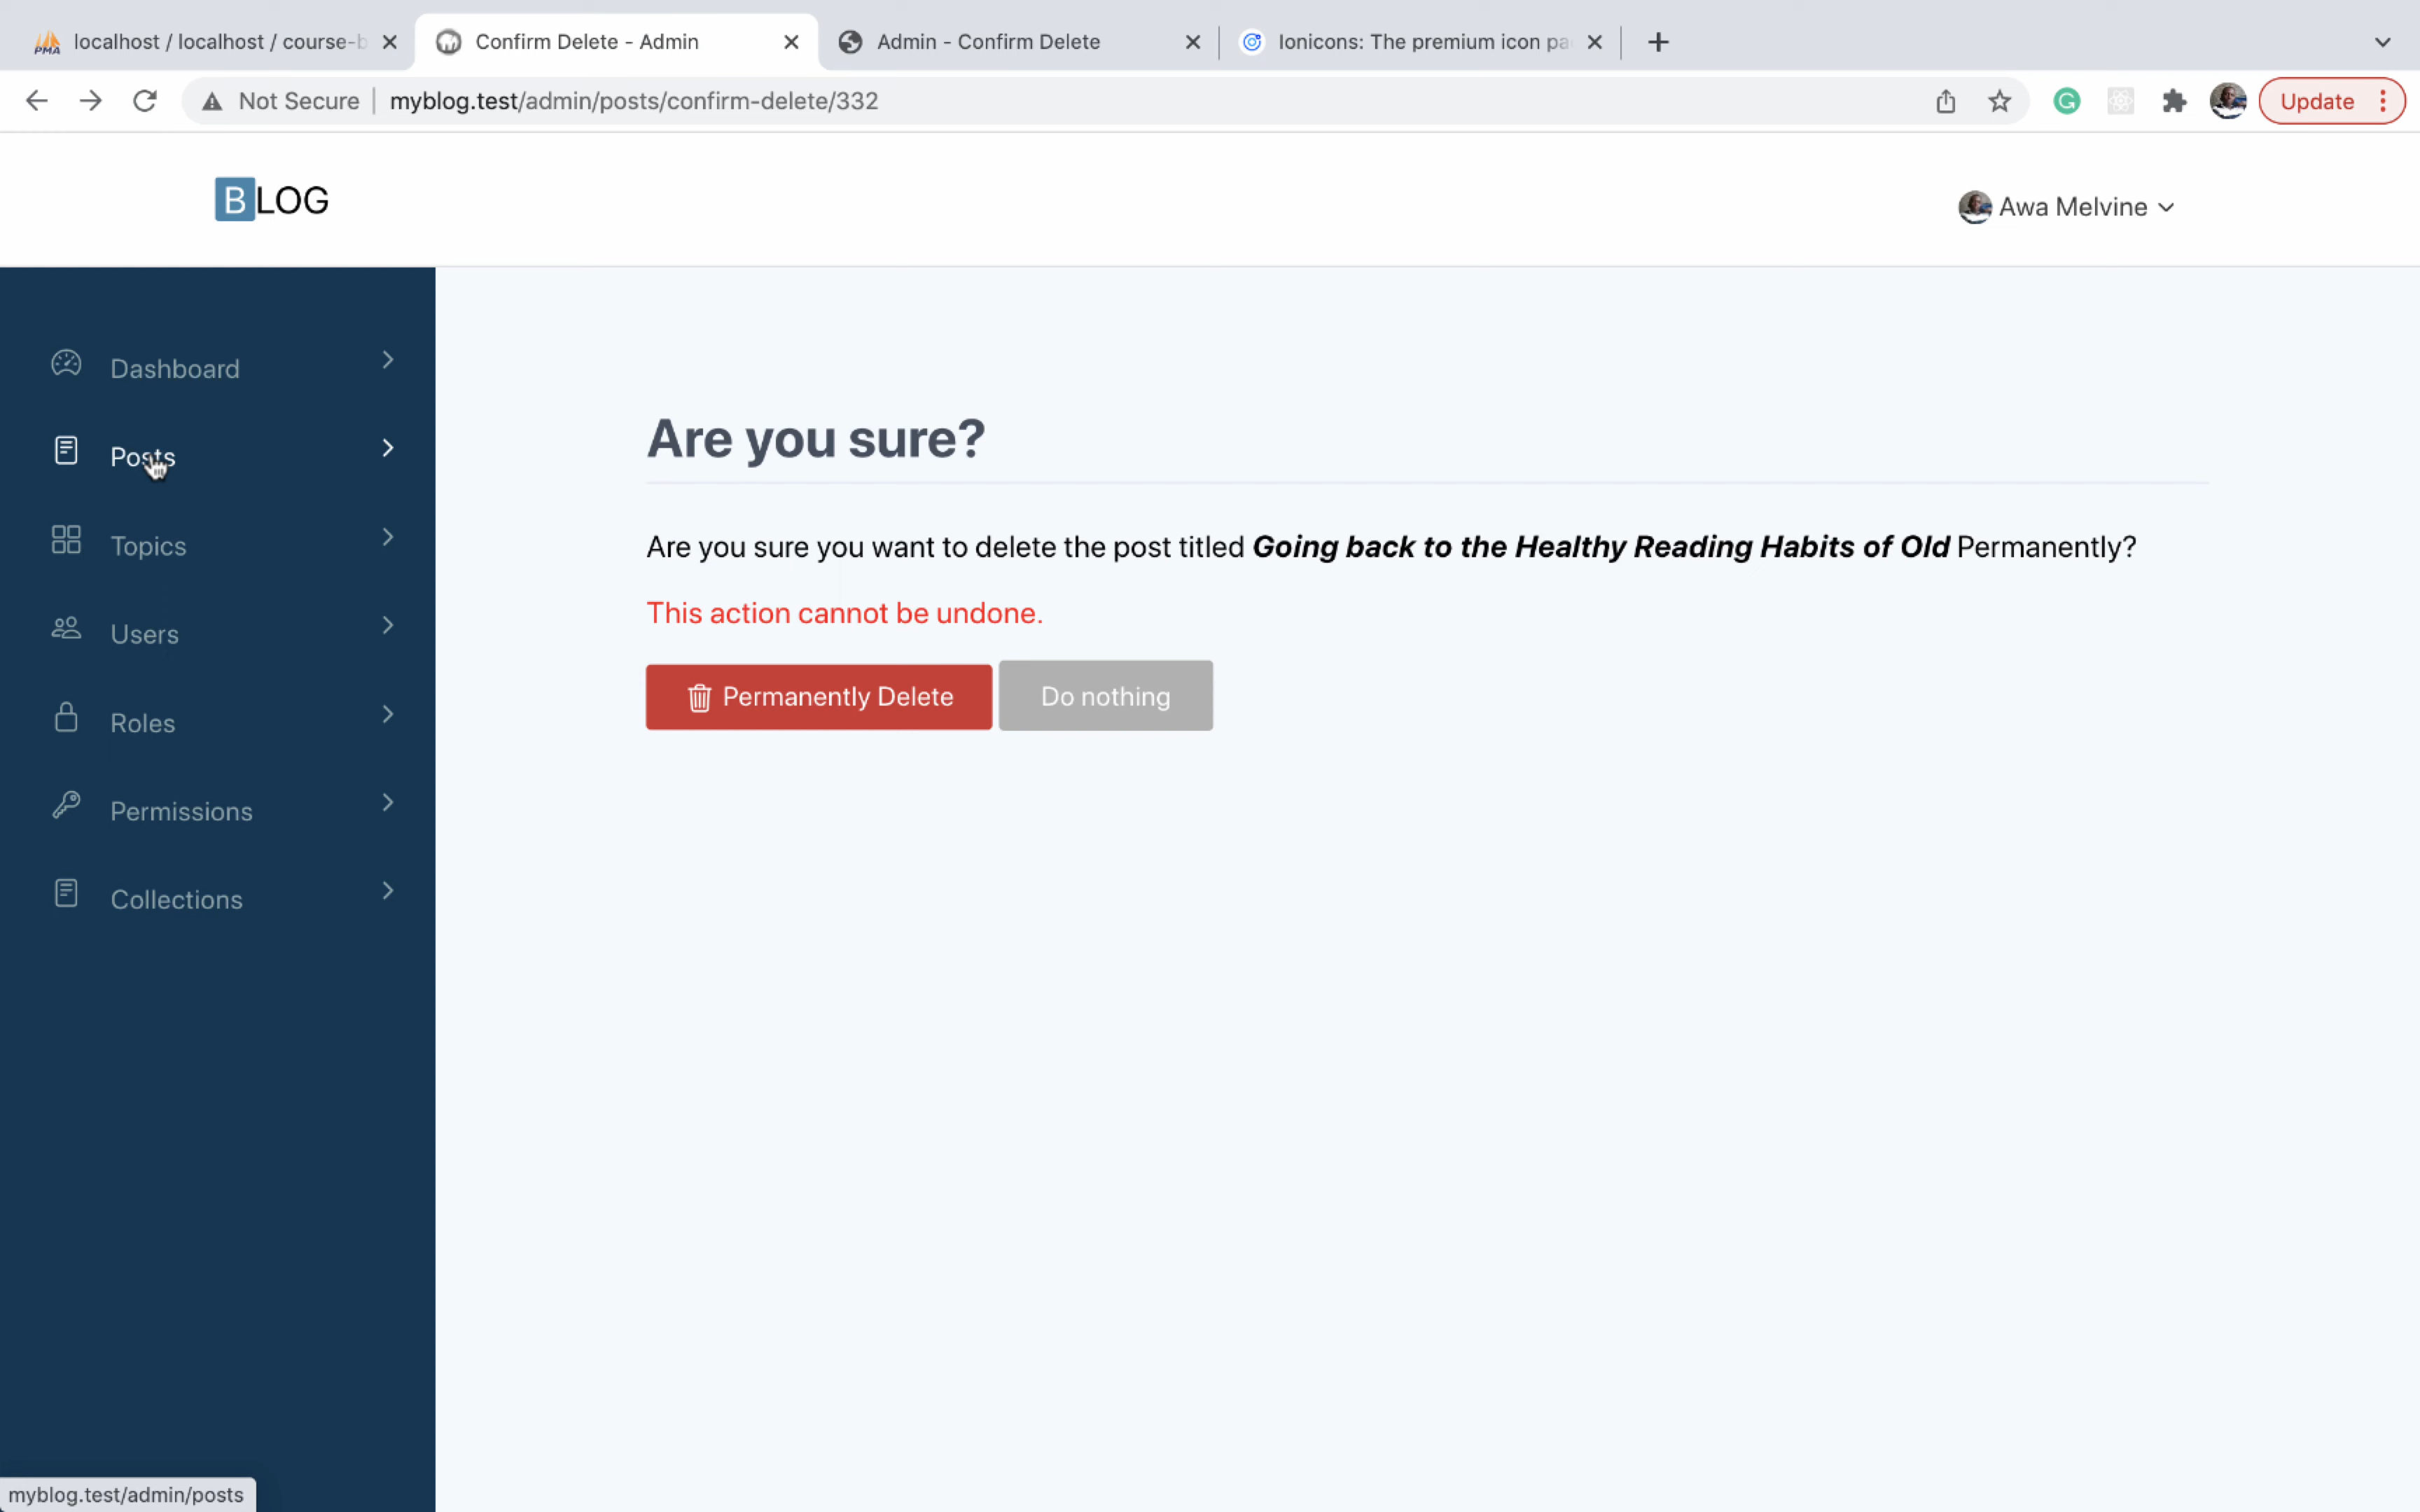 localhost / localhost / course-b
Confirm Delete - Admin
Admin - Confirm Delete
Ionicons: The premium icon pa
Not Secure
myblog.test/admin/posts/confirm-delete/332
Update
BLOG
Awa Melvine
Dashboard
Posts
Topics
Users
Roles
Permissions
Collections
Are you sure?
Are you sure you want to delete the post titled Going back to the Healthy Reading Habits of Old Permanently?
This action cannot be undone.
Permanently Delete
Do nothing
myblog.test/admin/posts